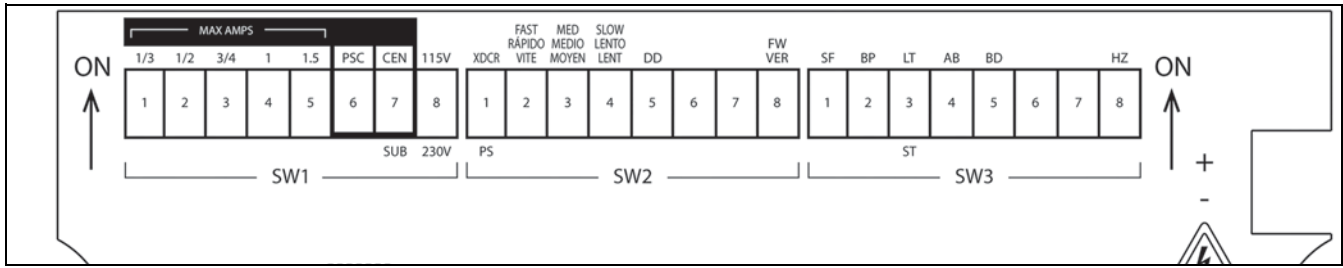 MAX AMPS
FAST MED SLOW
RÁPIDO MEDIO LENTO FW
1/3 1/2 3/4 1 1.5 PSC CEN 115V XDCR VITE MOYEN LENT DD VER SF BP LT AB BD HZ
ON ON
1 2 3 4 5 6 7 8 1 2 3 4 5 6 7 8 1 2 3 4 5 6 7 8
SUB 230V PS ST
SW1 SW2 SW3
+
-